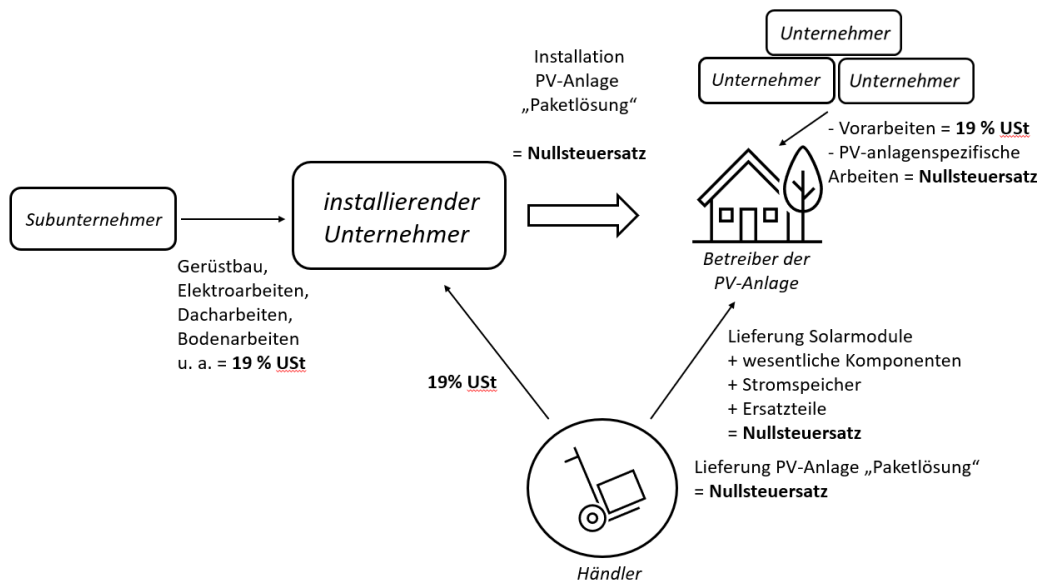 Unternehmer
Unternehmer
Unternehmer
Installation
PV-Anlage
„Paketlösung“
= Nullsteuersatz
- Vorarbeiten = 19 % USt
- PV-anlagenspezifische
Arbeiten = Nullsteuersatz
Subunternehmer
installierender
Unternehmer
Betreiber der
PV-Anlage
Gerüstbau,
Elektroarbeiten,
Dacharbeiten,
Bodenarbeiten
u. a. = 19 % USt
19% USt
Lieferung Solarmodule
+ wesentliche Komponenten
+ Stromspeicher
+ Ersatzteile
= Nullsteuersatz
Lieferung PV-Anlage „Paketlösung“
= Nullsteuersatz
Händler